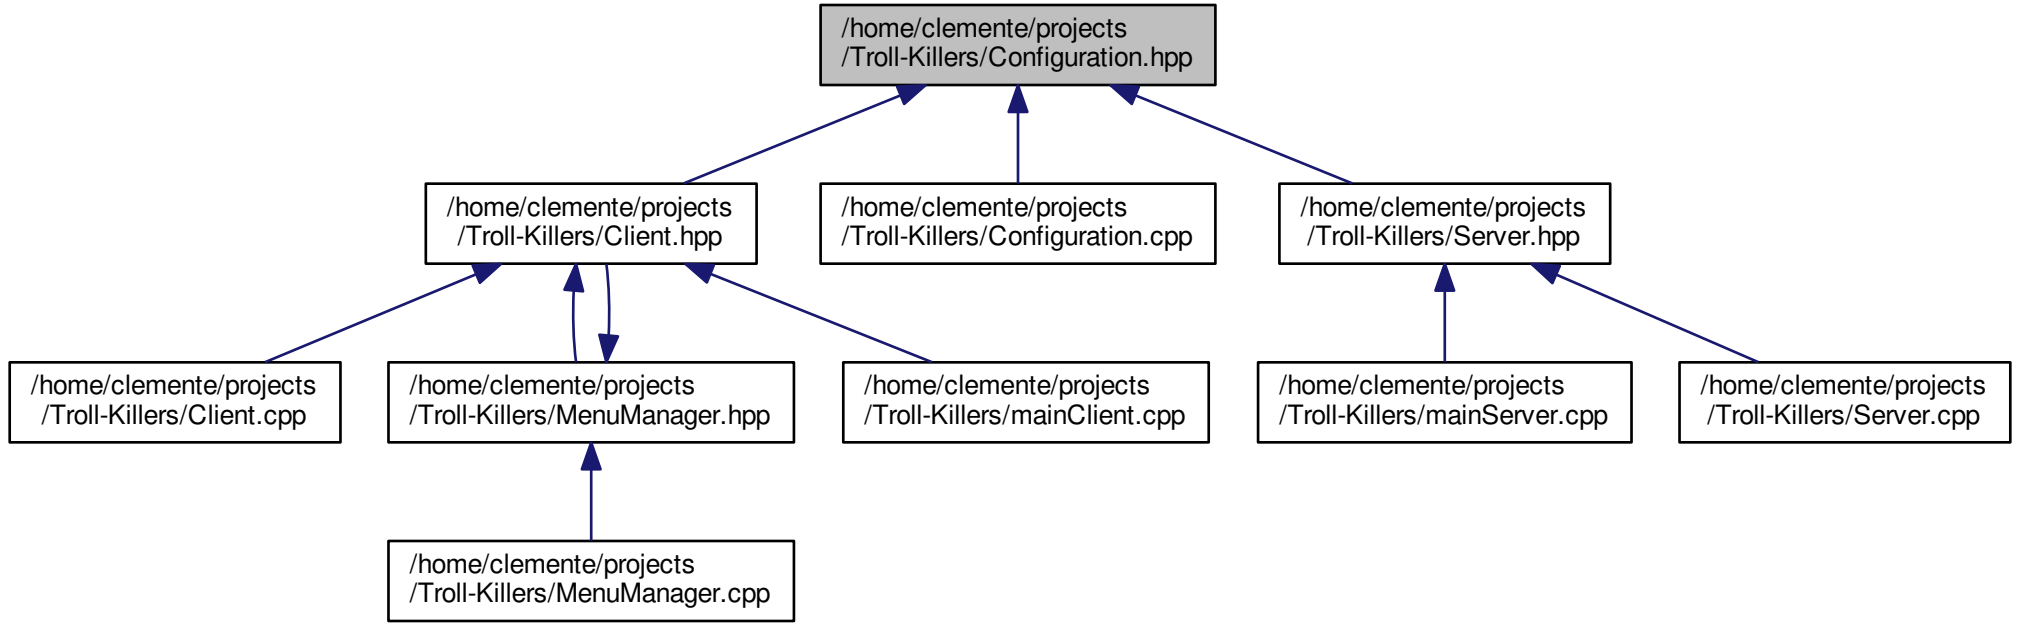 /home/clemente/projects
/Troll-Killers/Configuration.hpp
/home/clemente/projects
/Troll-Killers/Client.hpp
/home/clemente/projects
/Troll-Killers/Configuration.cpp
/home/clemente/projects
/Troll-Killers/Server.hpp
/home/clemente/projects
/Troll-Killers/Client.cpp
/home/clemente/projects
/Troll-Killers/MenuManager.hpp
/home/clemente/projects
/Troll-Killers/mainClient.cpp
/home/clemente/projects
/Troll-Killers/mainServer.cpp
/home/clemente/projects
/Troll-Killers/Server.cpp
/home/clemente/projects
/Troll-Killers/MenuManager.cpp